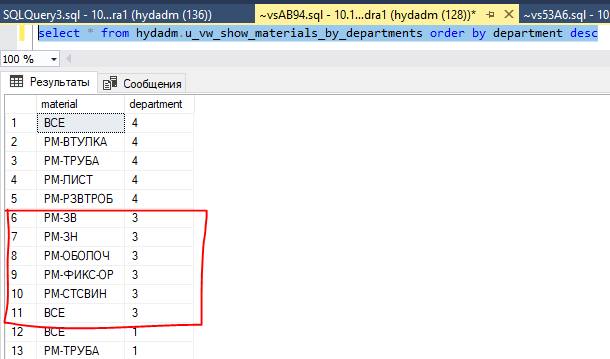 SQLQuery3.sql - 10...ra1 (hydadm (136)) ~vsAB94.sql - 10.1...dra1 (hydadm (128))* ~vs53A6.sql - 10.
select * from hydadm.u_vw_show_materials_by_departments order by department desc
100 %
Результаты Сообщения
material department
1 ВСЕ 4
2 РМ-ВТУЛКА 4
3 РМ-ТРУБА 4
4 РМ-ЛИСТ 4
5 РМ-РЗВТРОБ 4
6 РМ-ЗВ 3
7 РМ-ЗН 3
8 РМ-ОБОЛОЧ 3
9 РМ-ФИКС-ОР 3
10 РМ-СТСВИН 3
11 ВСЕ 3
12 ВСЕ 1
13 РМ-ТРУБА 1